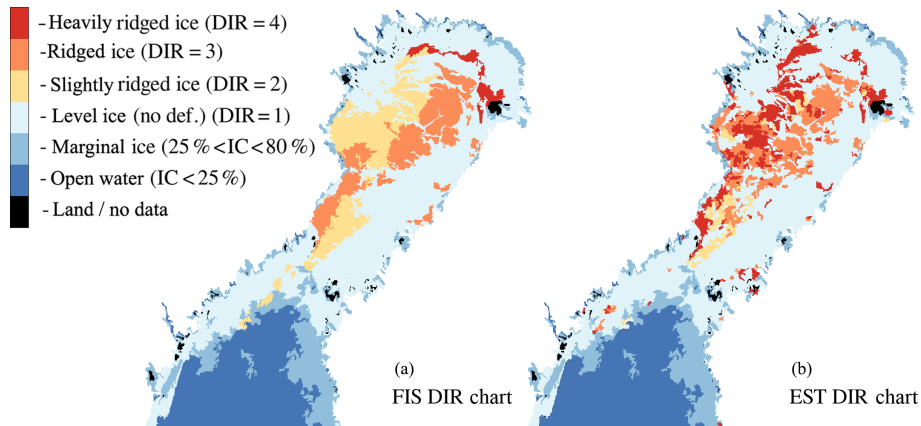 -Heavily ridged ice (DIR = 4)
-Ridged ice (DIR = 3)
- Slightly ridged ice (DIR = 2)
- Level ice (no def.) (DIR = 1)
- Marginal ice (25 % < IC < 80 %)
- Open water (IC < 25 %)
- Land / no data
(a)
FIS DIR chart
(b)
EST DIR chart